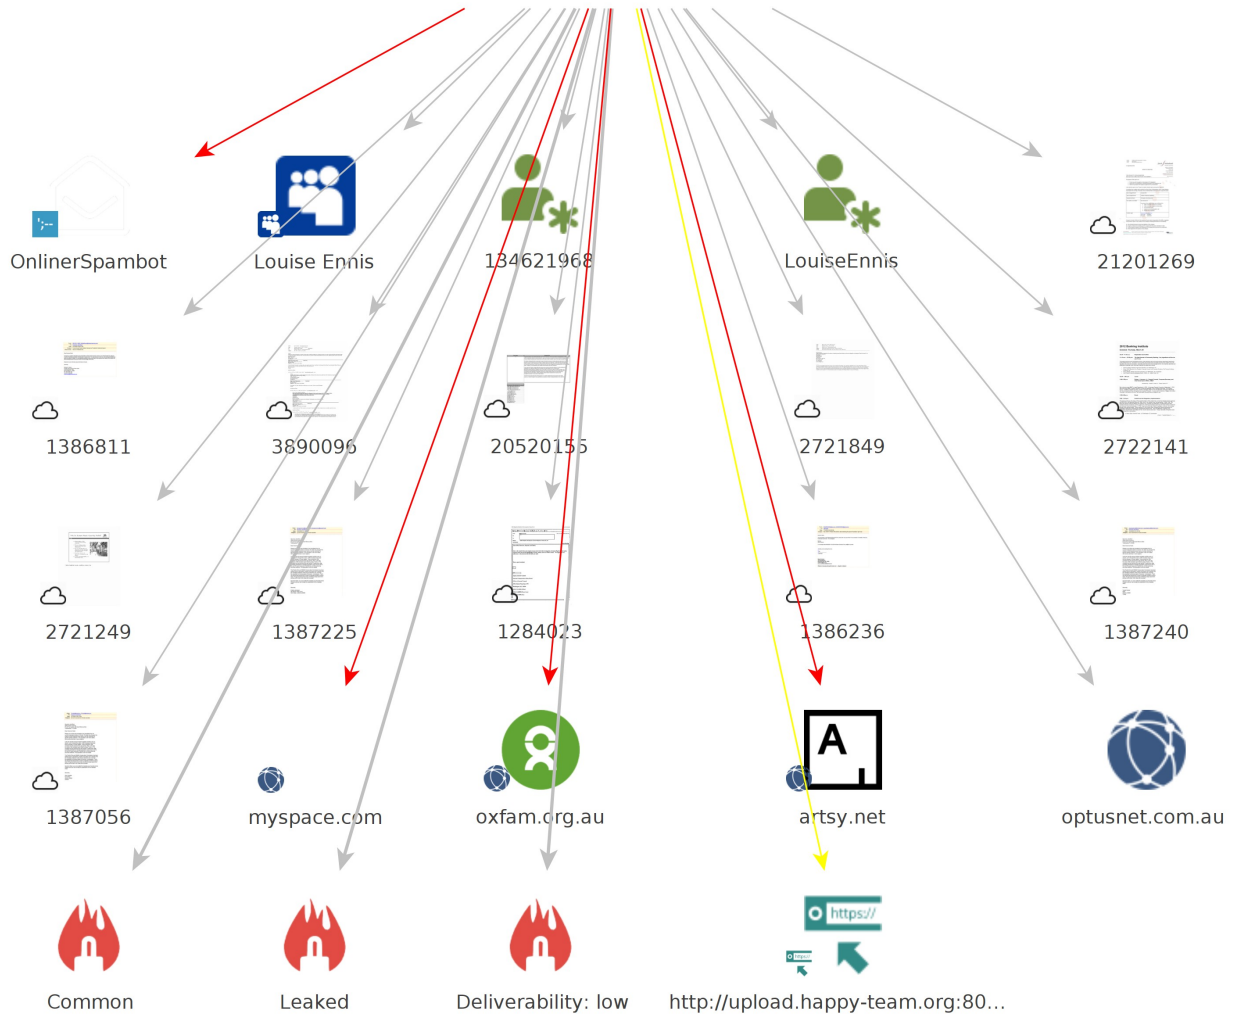 OnlinerSpambot
Louise Ennis
134621968
LouiseEnnis
21201269
1386811
3890096
20520155
2721849
2722141
2721249
1387225
1284023
1386236
1387240
A
1387056
myspace.com
oxfam.org.au
artsy.net
optusnet.com.au
https://
Common
Leaked
Deliverability: low
http://upload.happy-team.org:80...